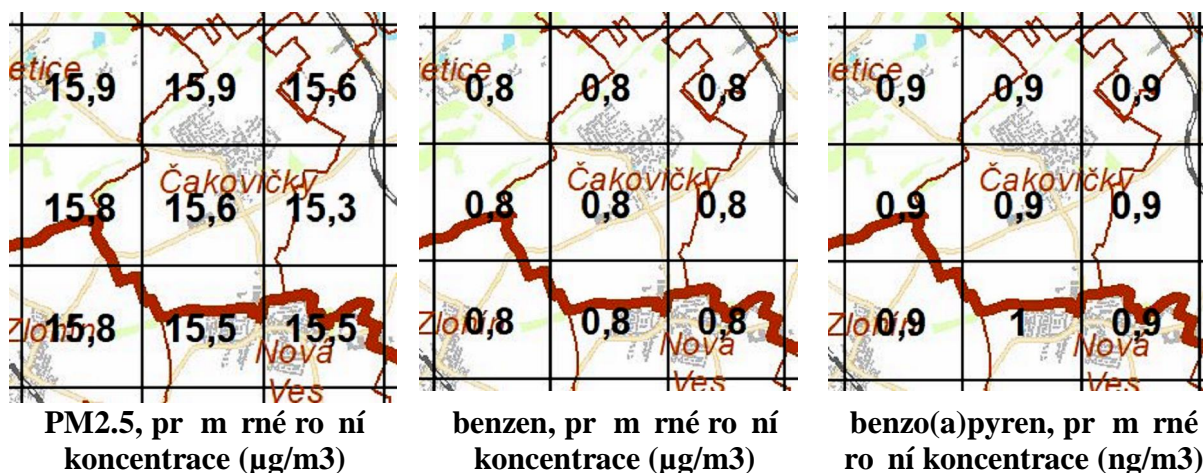 etice
15,9 15,9 15,6
Čakovičky
15,8 15,6 15,3
Zlonín
15,8 15,5 15,5
Nová
Ves
PM2.5, pr m rné ro ní
koncentrace (µg/m3)
etice
0,8 0,8 0,8
Čakovičky
0,8 0,8 0,8
Zlonín
0,8 0,8 0,8
Nová
Ves
benzen, pr m rné ro ní
koncentrace (µg/m3)
etice
0,9 0,9 0,9
Čakovičky
0,9 0,9 0,9
Zlonín
0,9 1 0,9
Nová
Ves
benzo(a)pyren, pr m rné
ro ní koncentrace (ng/m3)